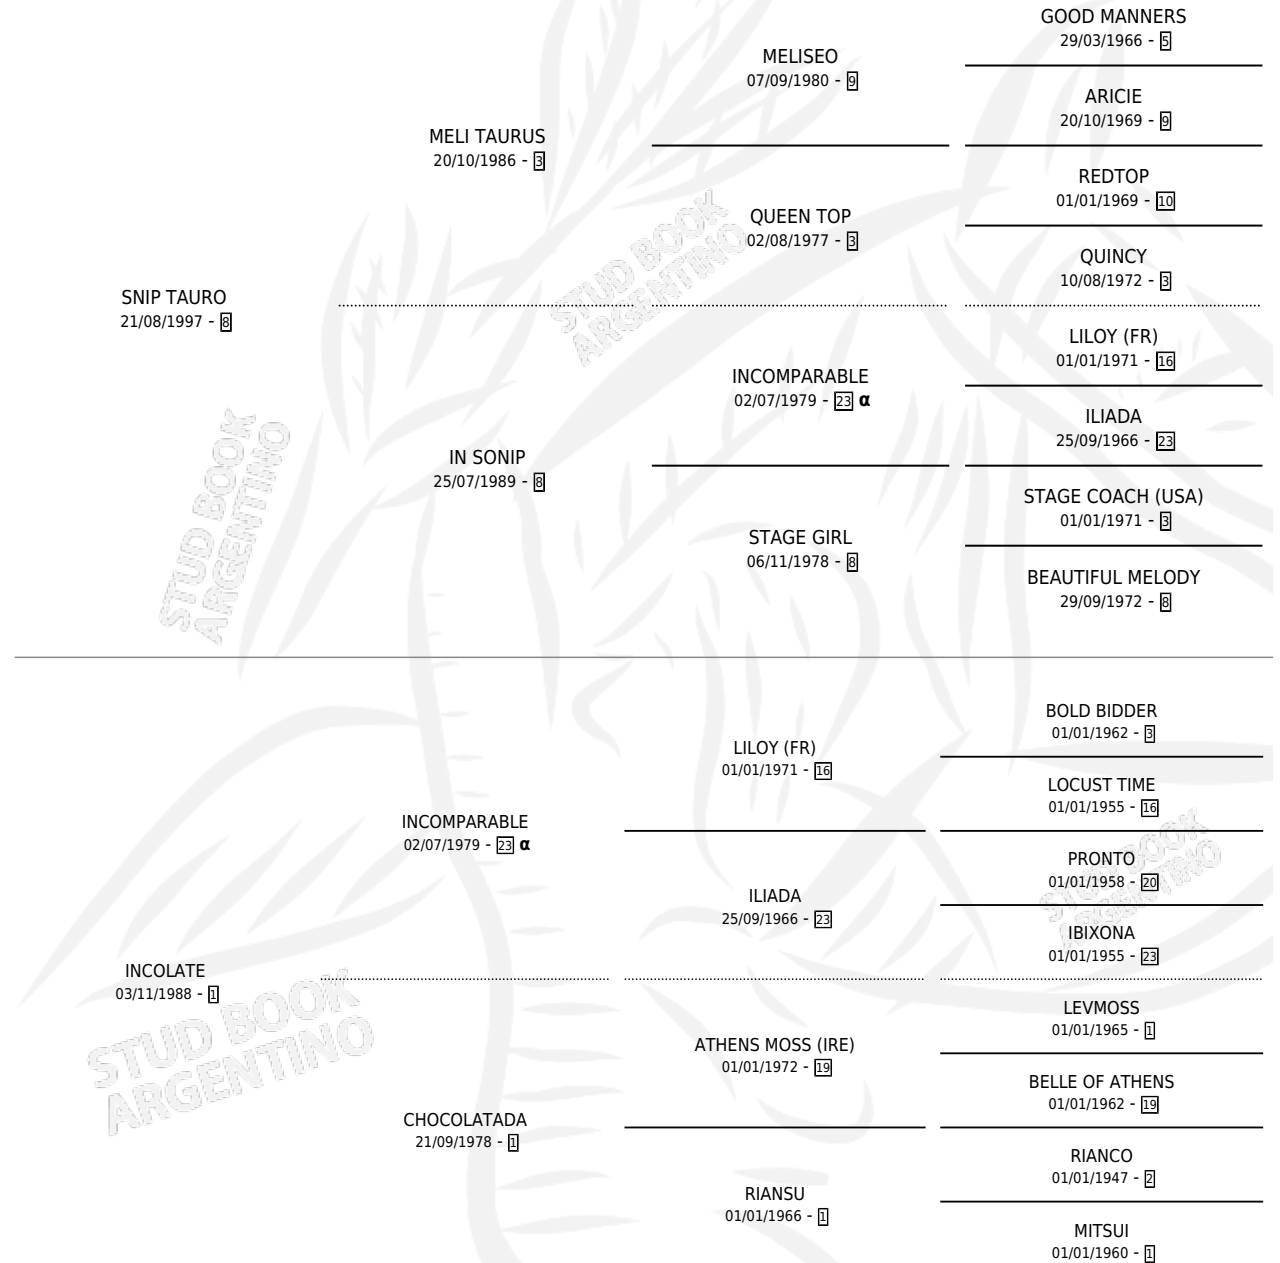 GOOD MANNERS
29/03/1966 - 5
MELISEO
07/09/1980 - 9
ARICIE
20/10/1969 - 9
MELI TAURUS
20/10/1986 - 3
REDTOP
01/01/1969 - 10
QUEEN TOP
02/08/1977 - 3
QUINCY
10/08/1972 - 3
STUD BOOK
ARGENTINO
SNIP TAURO
21/08/1997 - 8
LILOY (FR)
01/01/1971 - 16
INCOMPARABLE
02/07/1979 - 23 α
ILIADA
25/09/1966 - 23
IN SONIP
25/07/1989 - 8
STAGE COACH (USA)
01/01/1971 - 3
STAGE GIRL
06/11/1978 - 8
BEAUTIFUL MELODY
29/09/1972 - 8
STUD BOOK
ARGENTINO
BOLD BIDDER
01/01/1962 - 3
LILOY (FR)
01/01/1971 - 16
LOCUST TIME
01/01/1955 - 16
INCOMPARABLE
02/07/1979 - 23 α
PRONTO
01/01/1958 - 20
ILIADA
25/09/1966 - 23
IBIXONA
01/01/1955 - 23
STUD BOOK
ARGENTINO
INCOLATE
03/11/1988 - 1
LEVMOSS
01/01/1965 - 1
ATHENS MOSS (IRE)
01/01/1972 - 19
BELLE OF ATHENS
01/01/1962 - 19
STUD BOOK
ARGENTINO
CHOCOLATADA
21/09/1978 - 1
RIANCO
01/01/1947 - 2
RIANSU
01/01/1966 - 1
MITSUI
01/01/1960 - 1